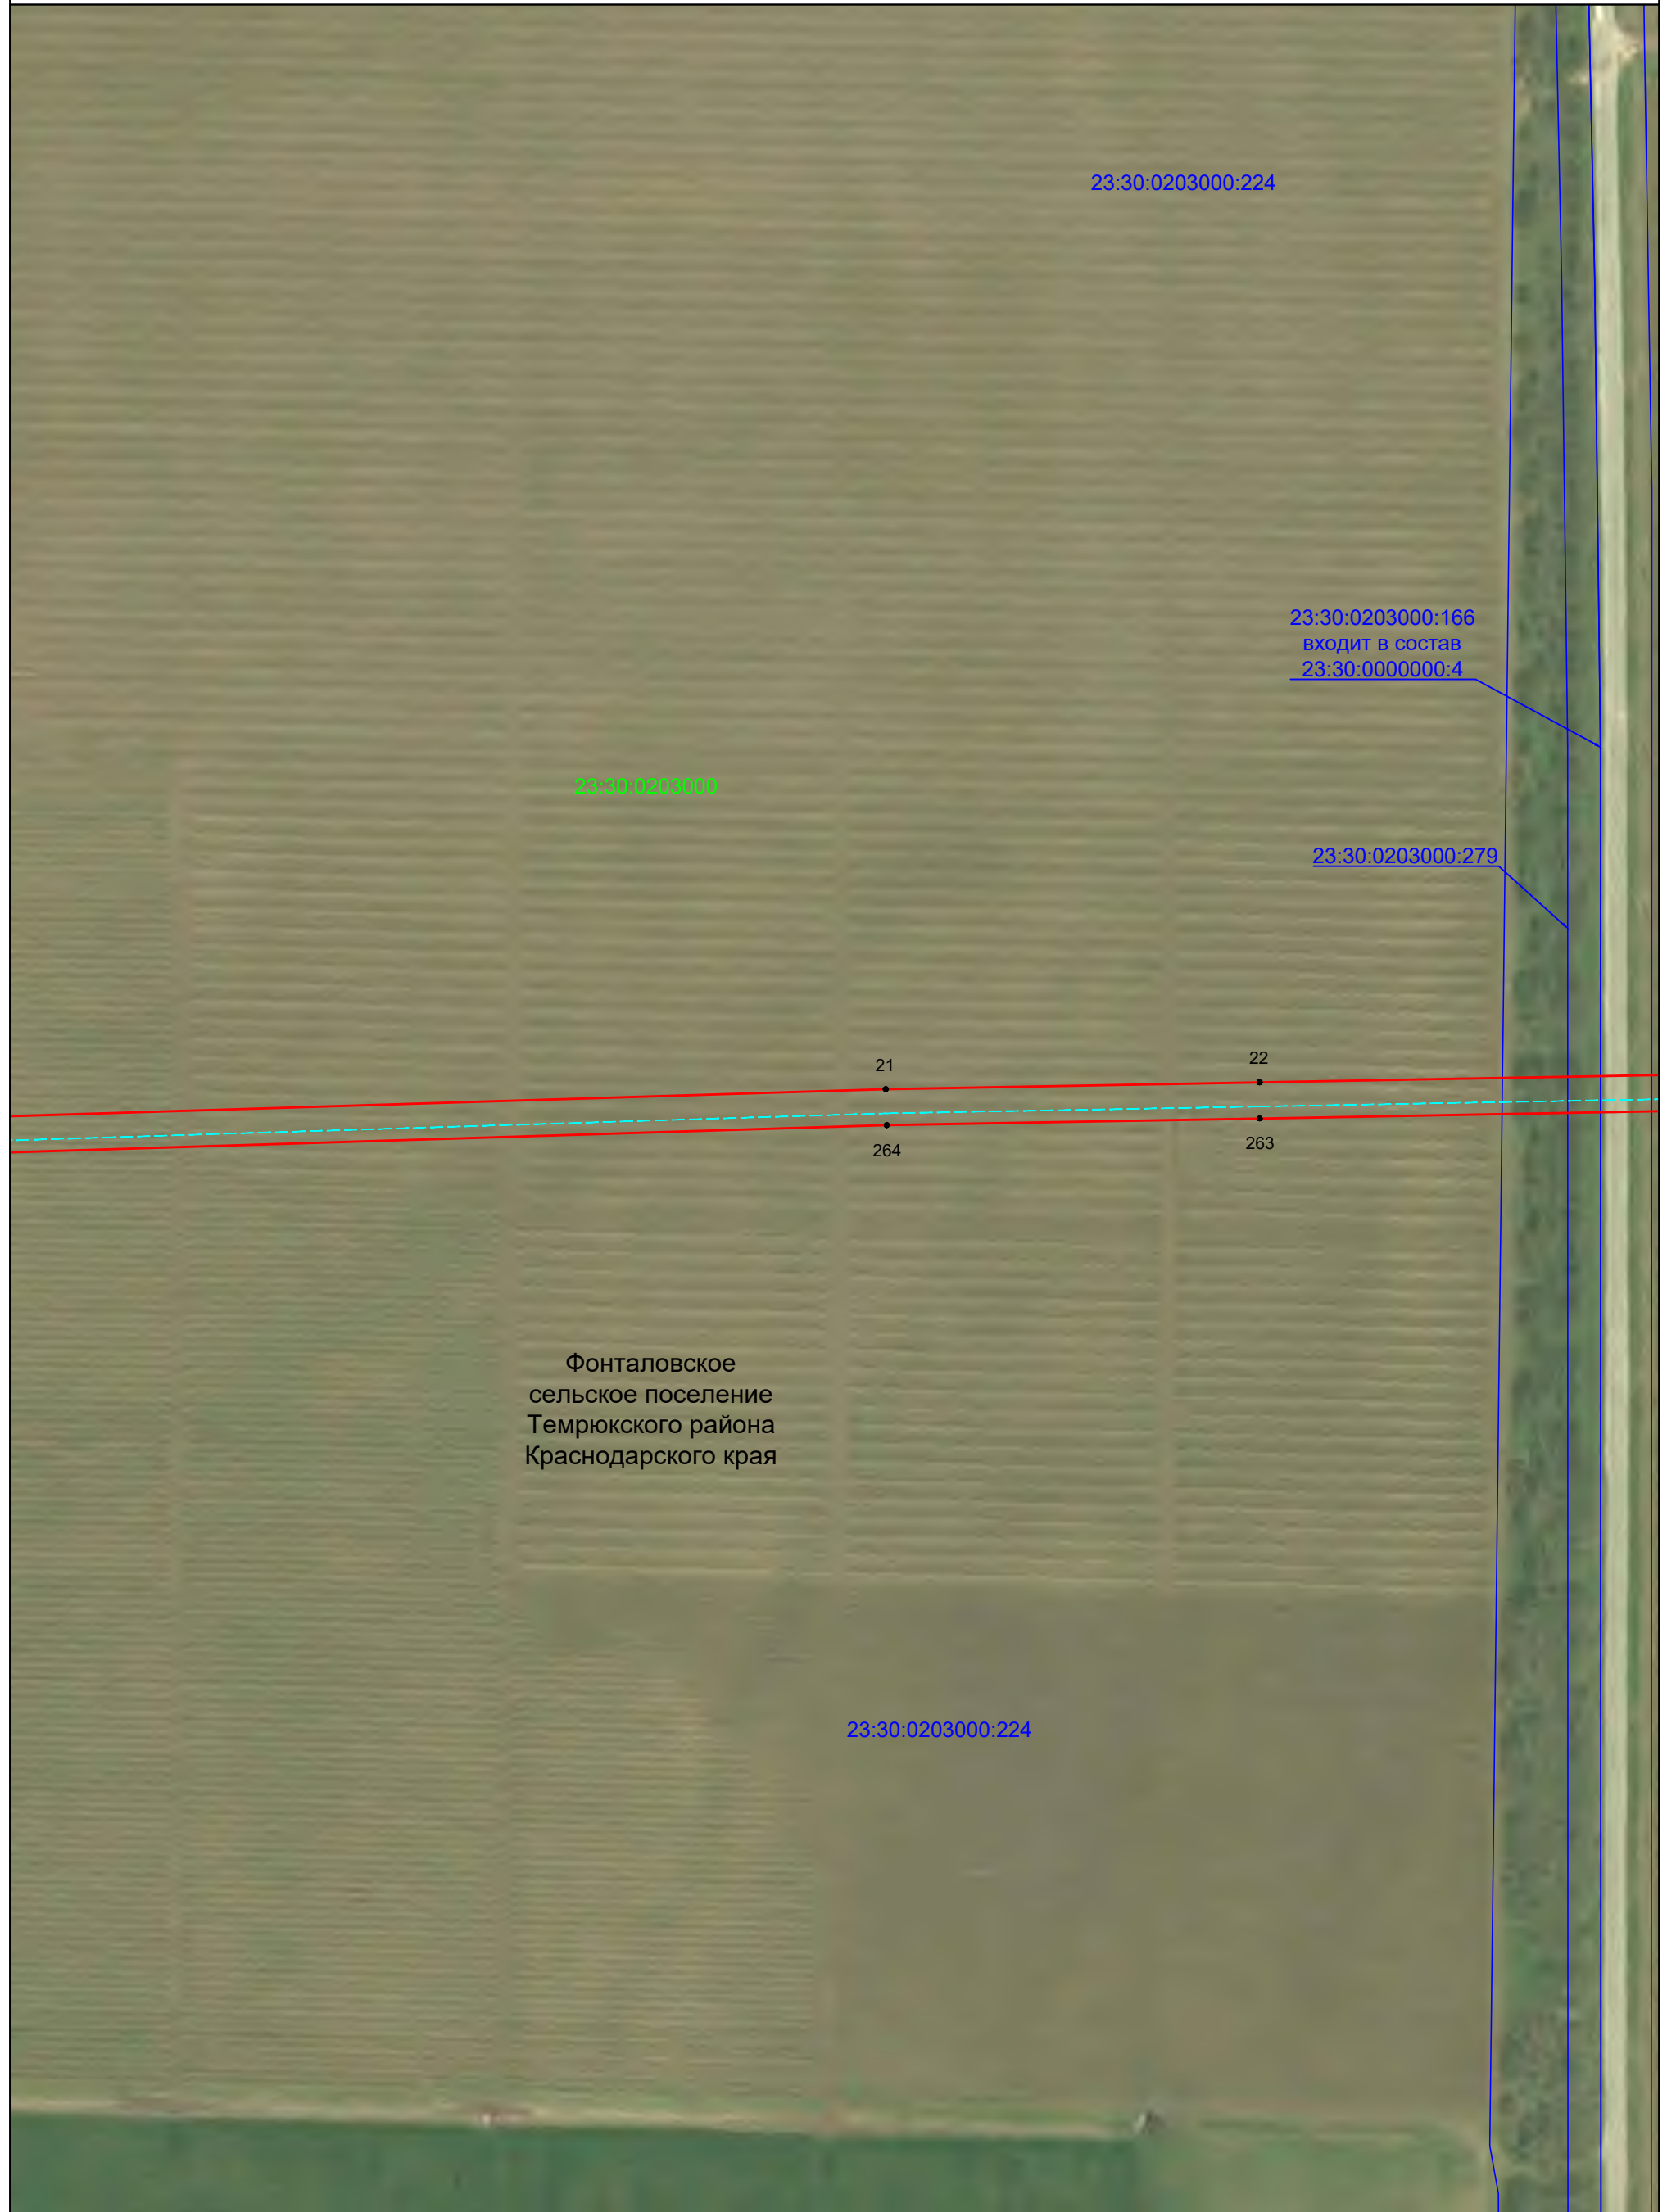 23:30:0203000:224
23:30:0203000:166
входит в состав
23:30:0000000:4
23:30:0203000
23:30:0203000:279
21
22
264
263
Фонталовское
сельское поселение
Темрюкского района
Краснодарского края
23:30:0203000:224